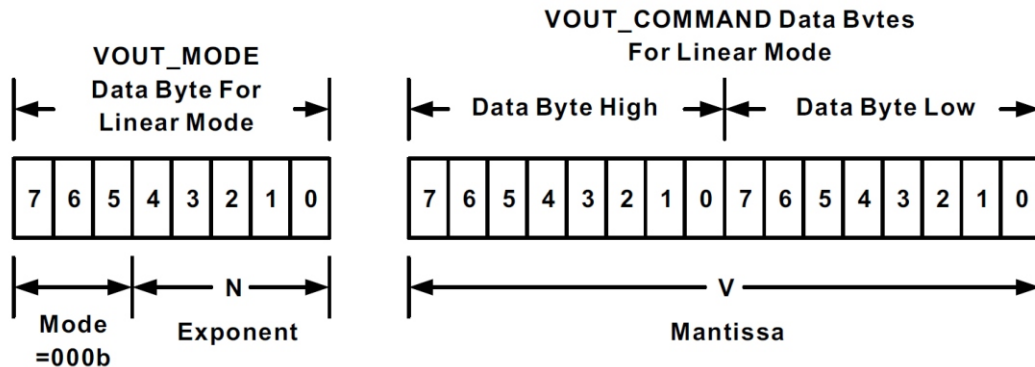 VOUT_COMMAND Data Bvtes
For Linear Mode
VOUT_MODE
Data Byte For
Linear Mode
Data Byte High
Data Byte Low
7 6 5 4 3 2 1 0
7 6 5 4 3 2 1 0 7 6 5 4 3 2 1 0
N
V
Mode
=000b
Exponent
Mantissa